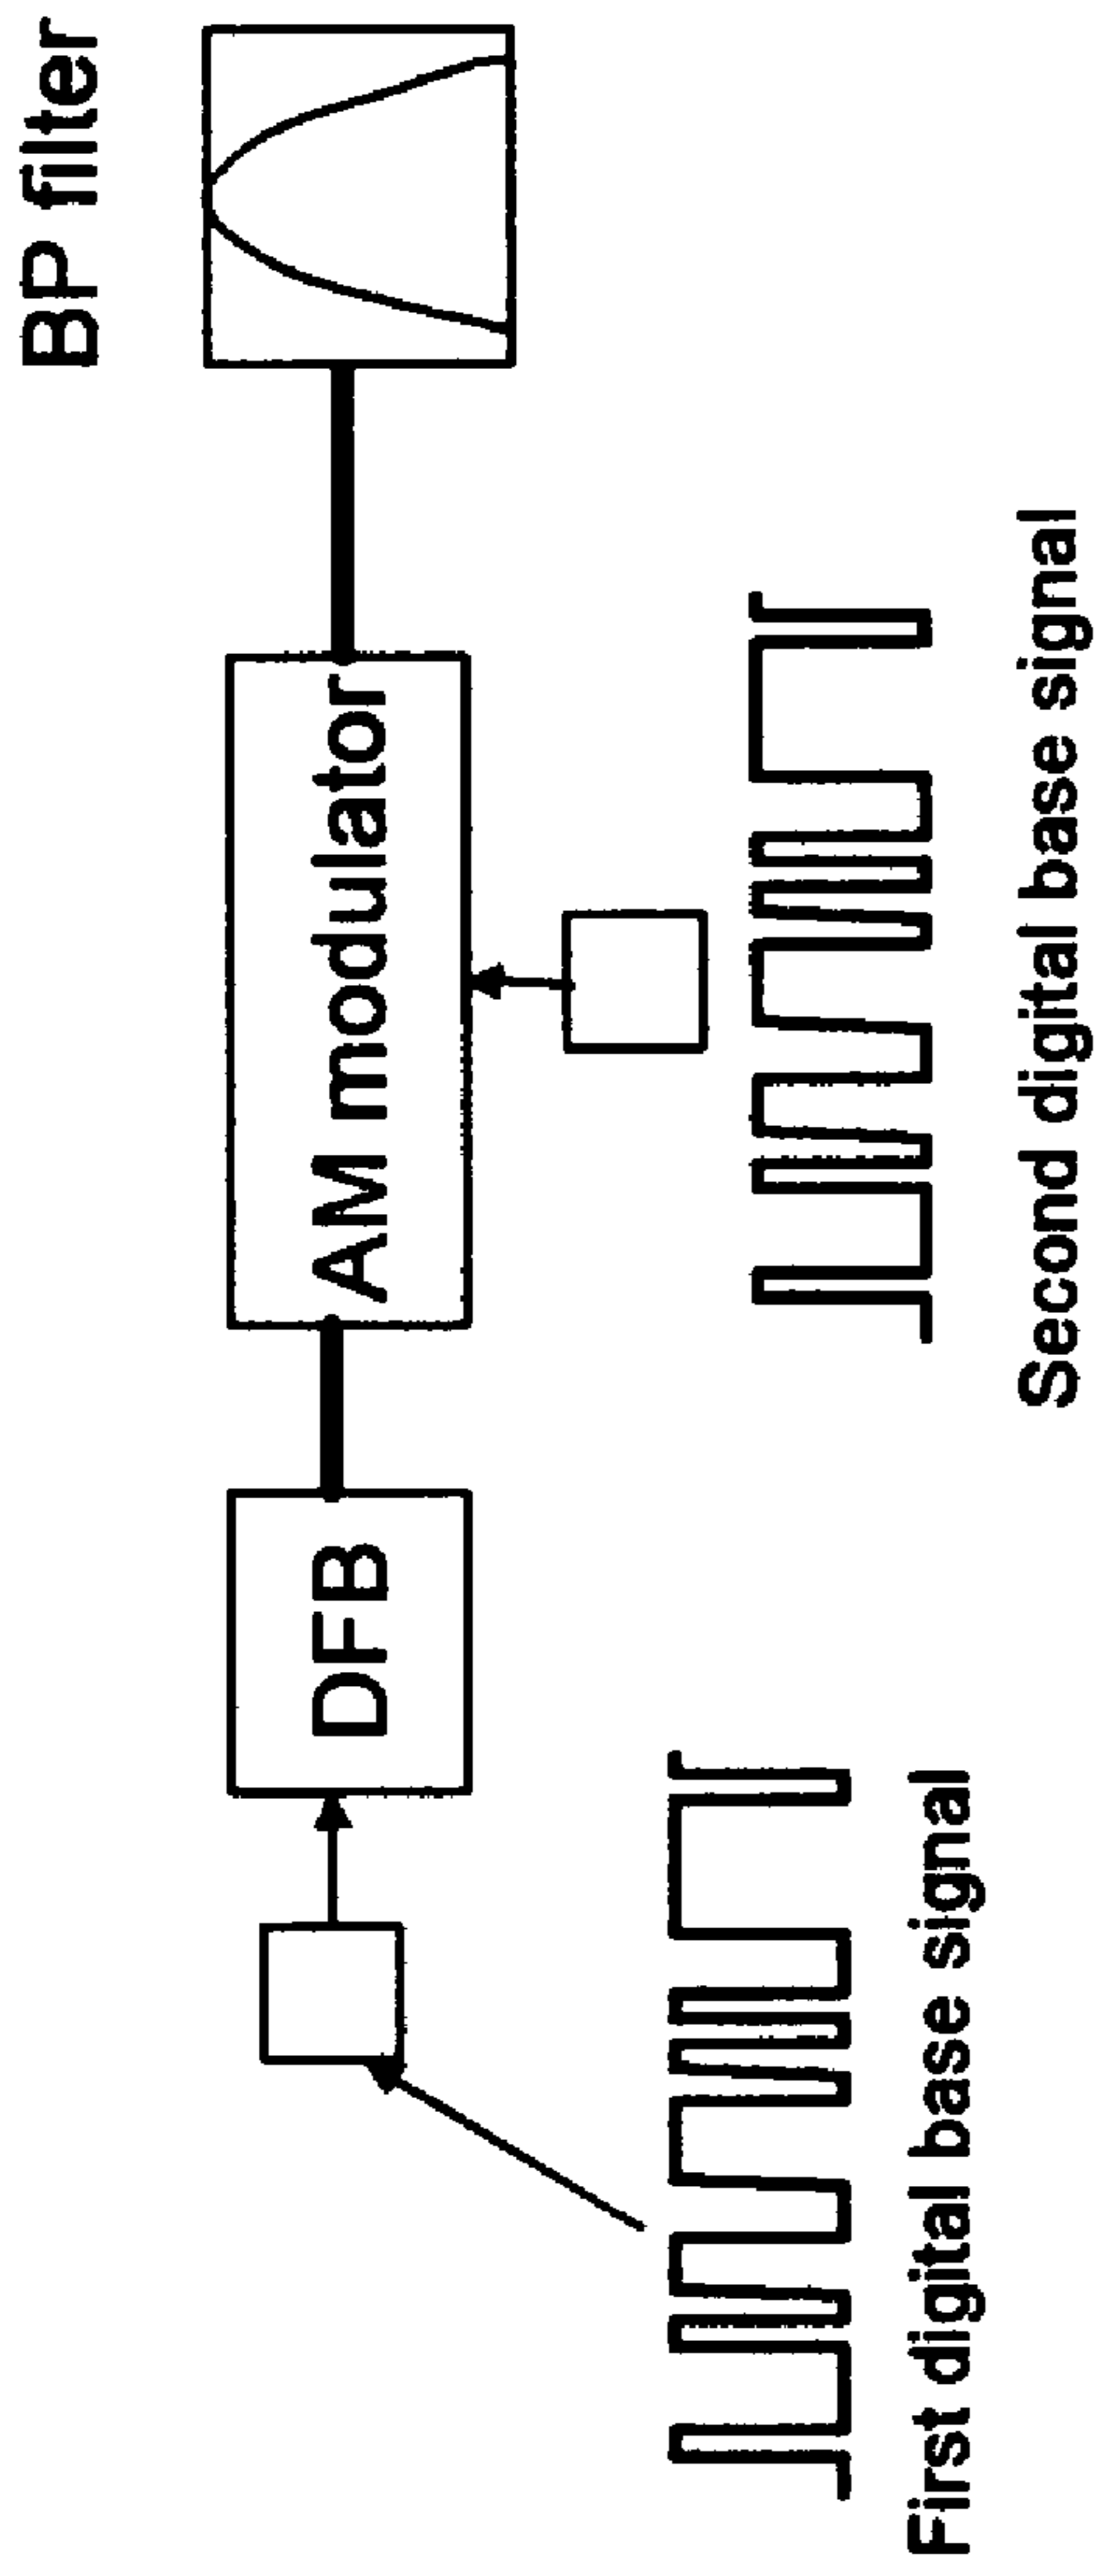 BP filter
DFB
AM modulator
First digital base signal
Second digital base signal